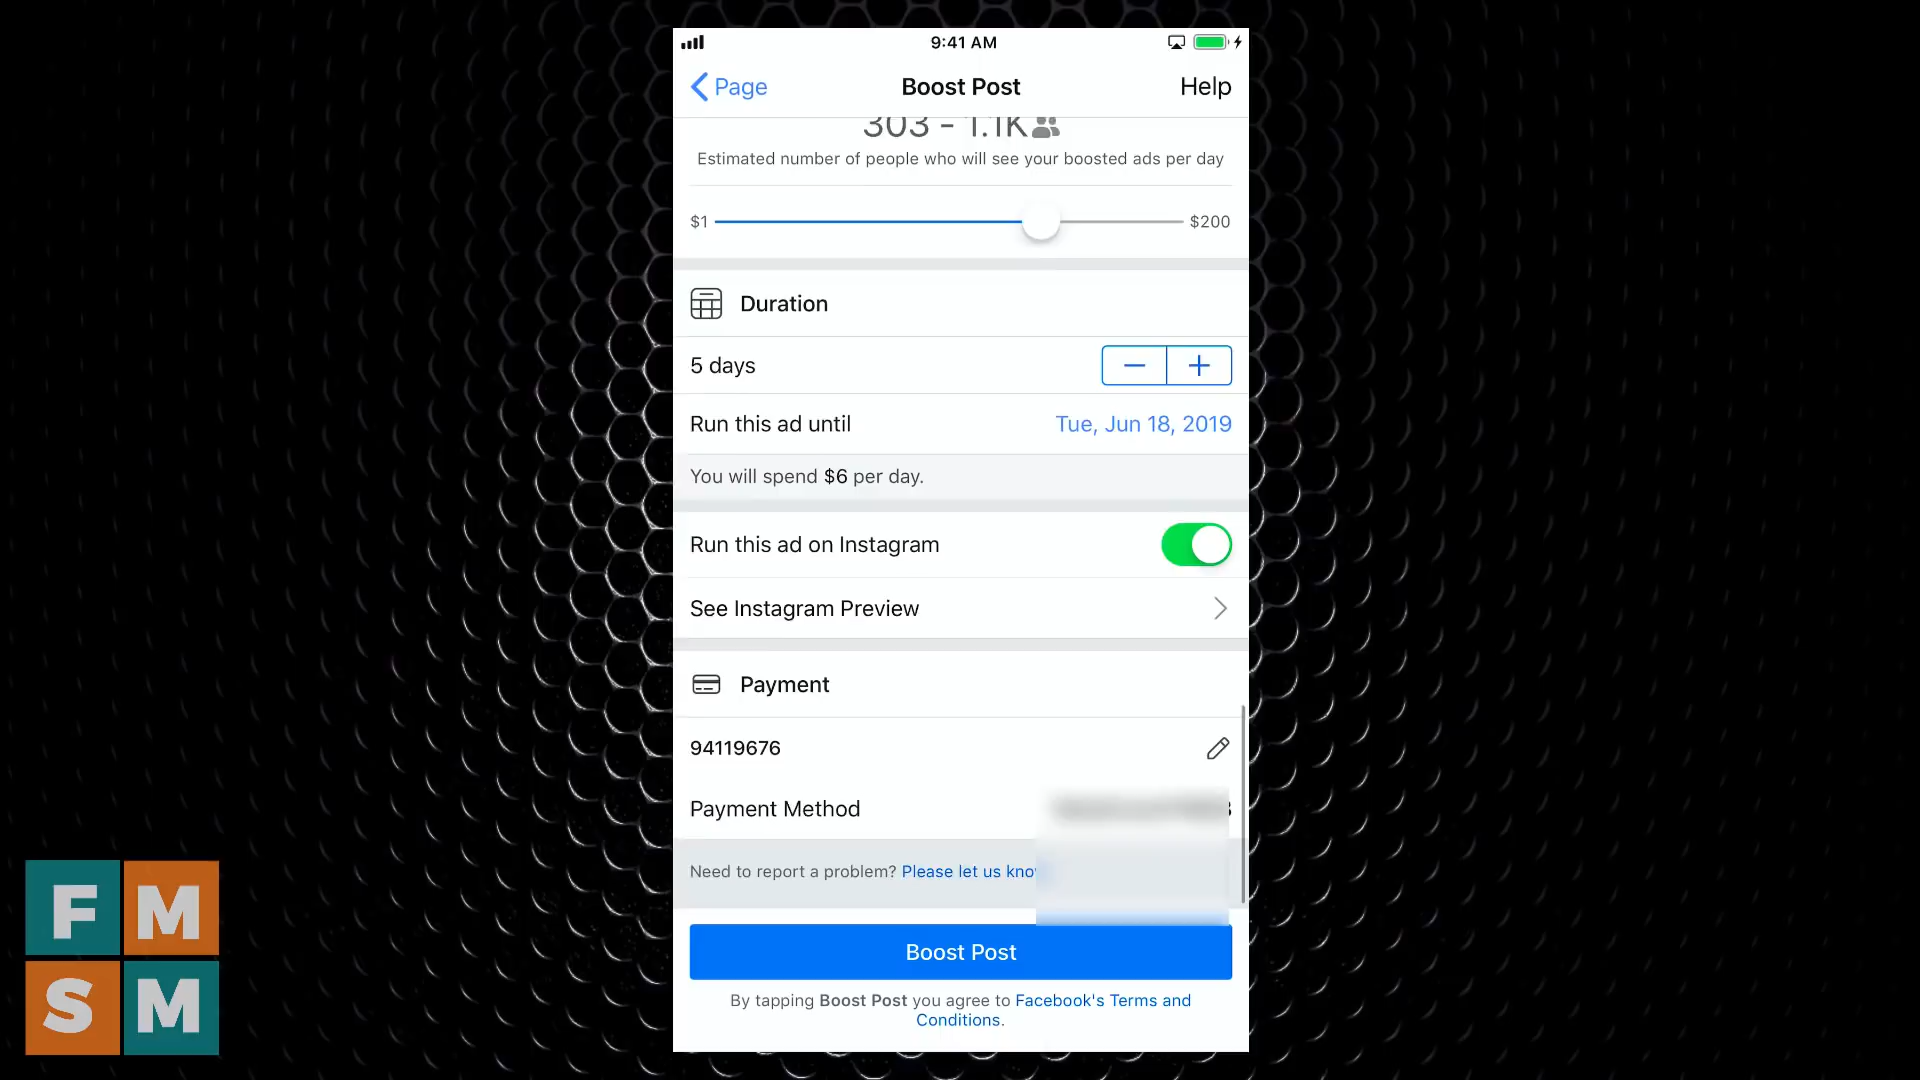 9:41 AM
Page
Boost Post
Help
303 - 1.1K
Estimated number of people who will see your boosted ads per day
$1
$200
Duration
5 days
Run this ad until
Tue, Jun 18, 2019
You will spend $6 per day.
Run this ad on Instagram
See Instagram Preview
Payment
94119676
Payment Method
Need to report a problem? Please let us kno
Boost Post
By tapping Boost Post you agree to Facebook's Terms and
Conditions.
F M
S M